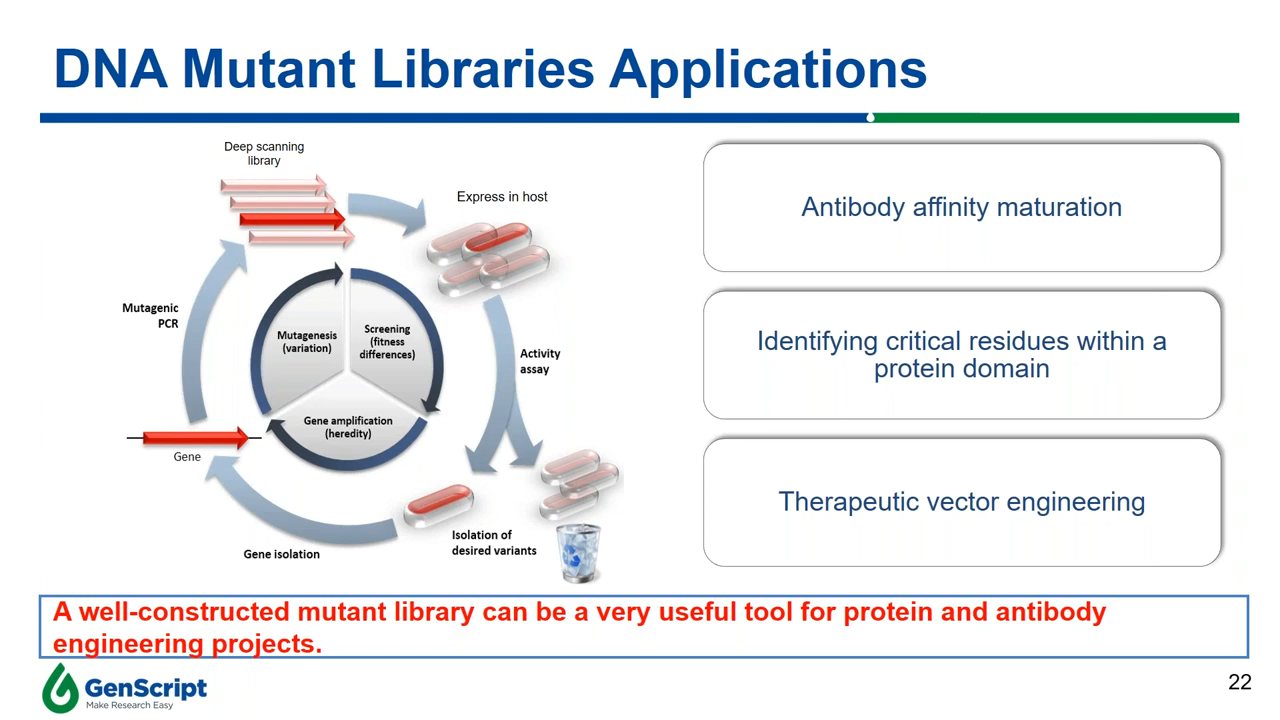 DNA Mutant Libraries Applications
Deep scanning
library
Express in host
Mutagenic
PCR
Mutagenesis
(variation)
Screening
(fitness
differences)
Activity
assay
Gene amplification
(heredity)
Gene
Gene isolation
Isolation of
desired variants
Antibody affinity maturation
Identifying critical residues within a
protein domain
Therapeutic vector engineering
A well-constructed mutant library can be a very useful tool for protein and antibody
engineering projects.
GenScript
Make Research Easy
22